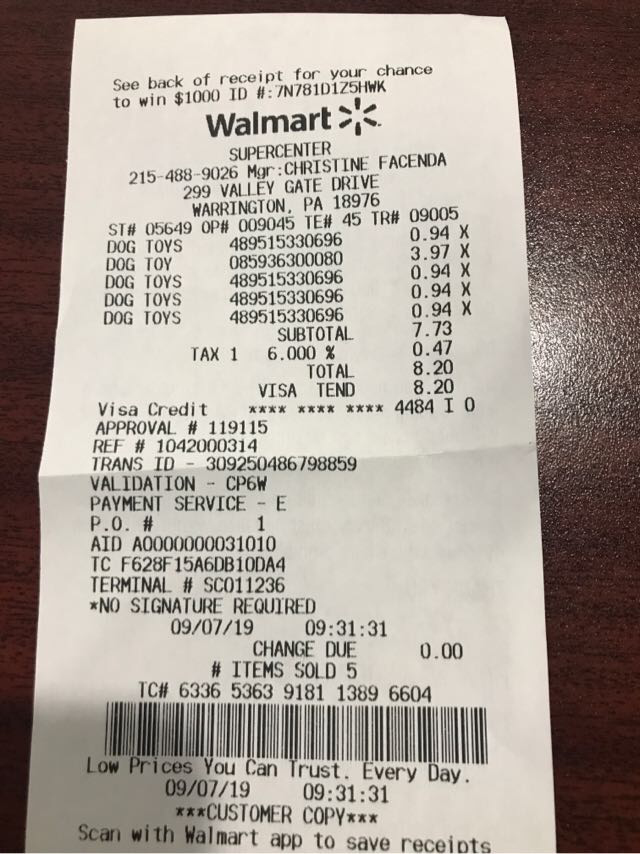 See back of receipt for your chance
to win $1000 ID #:7N781D1Z5HWK
Walmart
SUPERCENTER
215-488-9026 Mgr:CHRISTINE FACENDA
299 VALLEY GATE DRIVE
WARRINGTON, PA 18976
ST# 05649 OP# 009045 TE# 45 TR# 09005
DOG TOYS 489515330696 0.94 X
DOG TOY 085936300080 3.97 X
DOG TOYS 489515330696 0.94 X
DOG TOYS 489515330696 0.94 X
DOG TOYS 489515330696 0.94 X
SUBTOTAL 7.73
TAX 1 6.000 % 0.47
TOTAL 8.20
VISA TEND 8.20
Visa Credit **** **** **** 4484 I 0
APPROVAL # 119115
REF # 1042000314
TRANS ID - 309250486798859
VALIDATION - CP6W
PAYMENT SERVICE - E
P.O. # 1
AID A0000000031010
TC F628F15A6DB10DA4
TERMINAL # SC011236
*NO SIGNATURE REQUIRED
09/07/19 09:31:31
CHANGE DUE 0.00
# ITEMS SOLD 5
TC# 6336 5363 9181 1389 6604
Low Prices You Can Trust. Every Day.
09/07/19 09:31:31
***CUSTOMER COPY***
Scan with Walmart app to save receipts